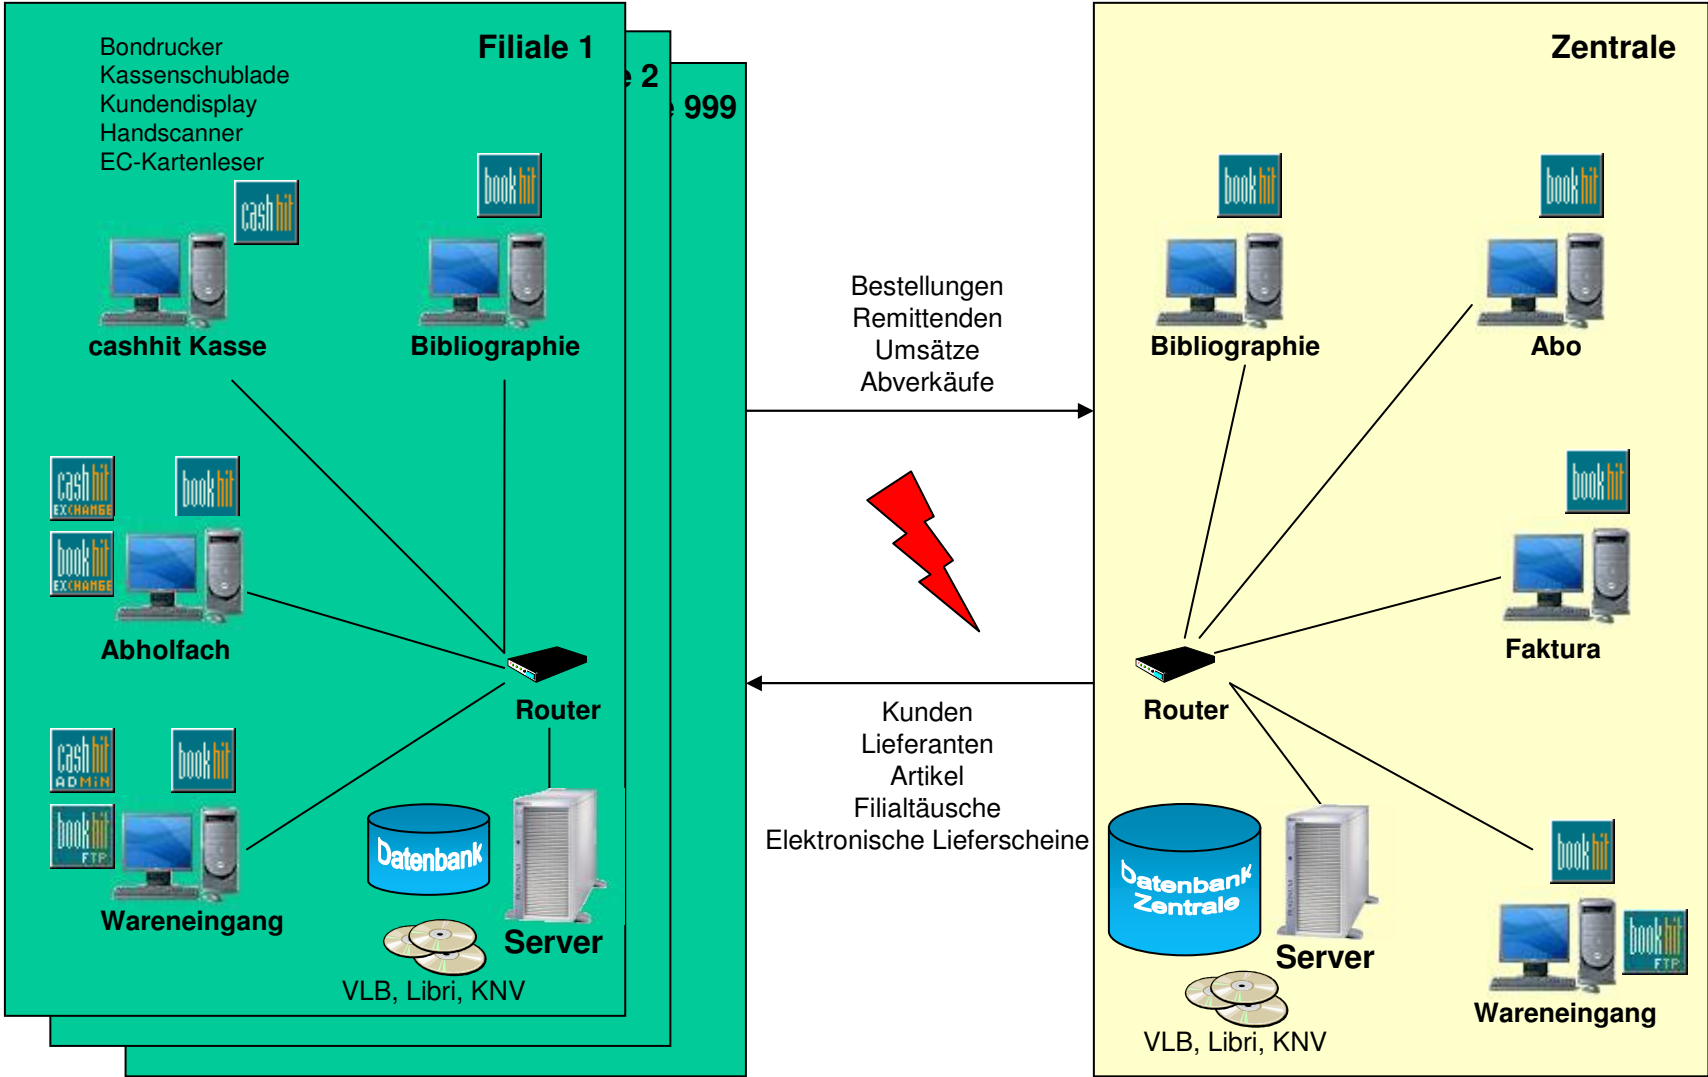 Filiale 1
e 2
e 999
Bondrucker
Kassenschublade
Kundendisplay
Handscanner
EC-Kartenleser
cash hit
book hit
cashhit Kasse
Bibliographie
cash hit
EXCHANGE
book hit
book hit
EXCHANGE
Abholfach
Router
cash hit
ADMIN
book hit
book hit
FTP
Wareneingang
Datenbank
Server
VLB, Libri, KNV
Bestellungen
Remittenden
Umsätze
Abverkäufe
Kunden
Lieferanten
Artikel
Filialtäusche
Elektronische Lieferscheine
Zentrale
book hit
book hit
Bibliographie
Abo
book hit
Faktura
Router
Datenbank
Zentrale
Server
VLB, Libri, KNV
book hit
book hit
FTP
Wareneingang